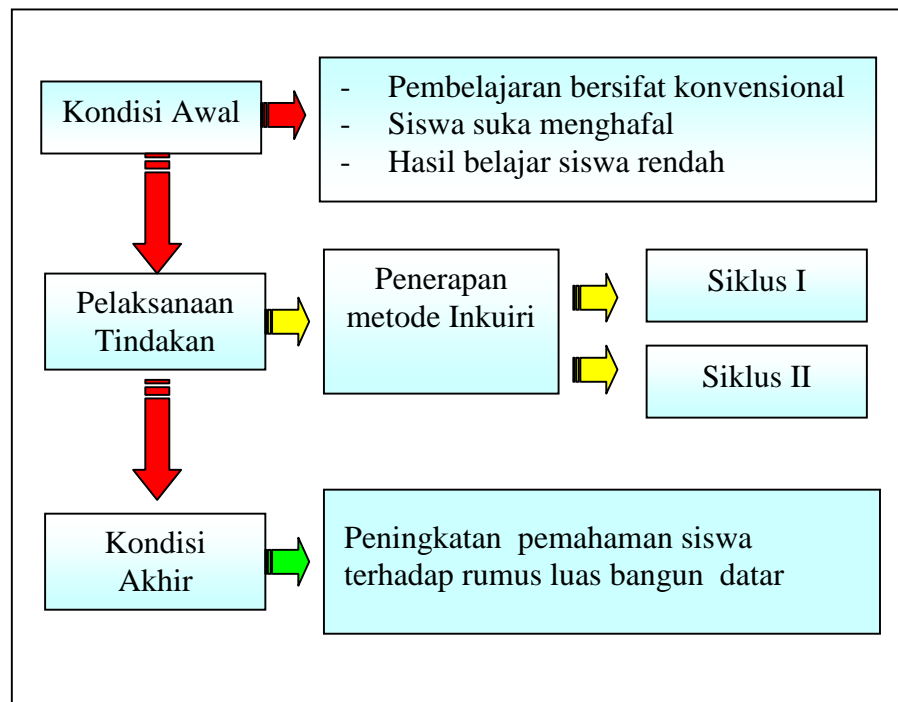 Kondisi Awal
- Pembelajaran bersifat konvensional
- Siswa suka menghafal
- Hasil belajar siswa rendah
Pelaksanaan
Tindakan
Penerapan
metode Inkuiri
Siklus I
Siklus II
Kondisi
Akhir
Peningkatan pemahaman siswa
terhadap rumus luas bangun datar